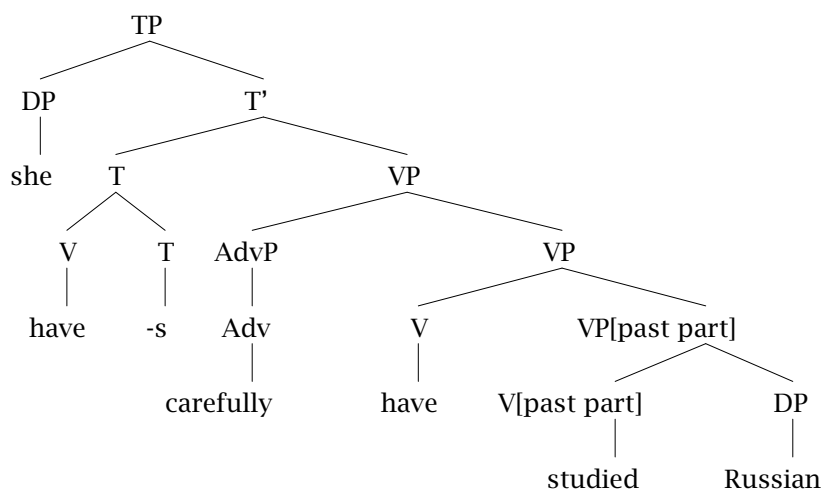 TP
DP T'
she T VP
V T AdvP VP
have -s Adv V VP[past part]
carefully have V[past part] DP
studied Russian